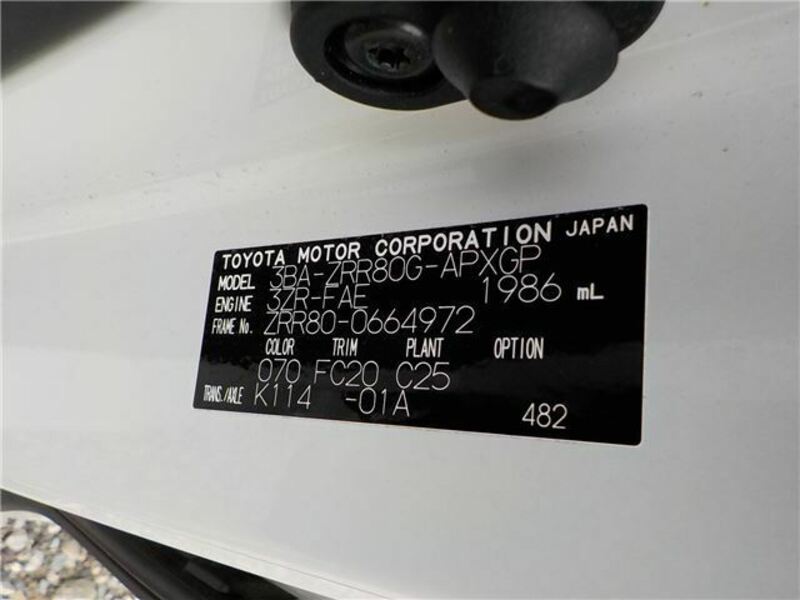 TOYOTA MOTOR CORPORATION JAPAN
MODEL 3BA-ZRR80G-APXGP
ENGINE 3ZR-FAE 1986 mL
FRAME No. ZRR80-0664972
COLOR TRIM PLANT OPTION
070 FC20 C25
TRANS./AXLE K114 -01A
482